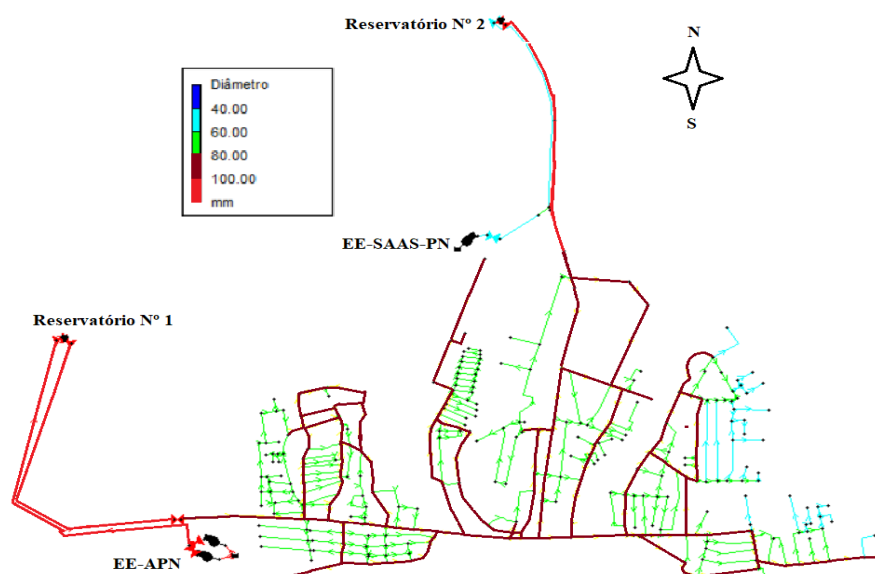 Reservatório Nº 2
N
S
Diâmetro
40.00
60.00
80.00
100.00
mm
EE-SAAS-PN
Reservatório Nº 1
EE-APN